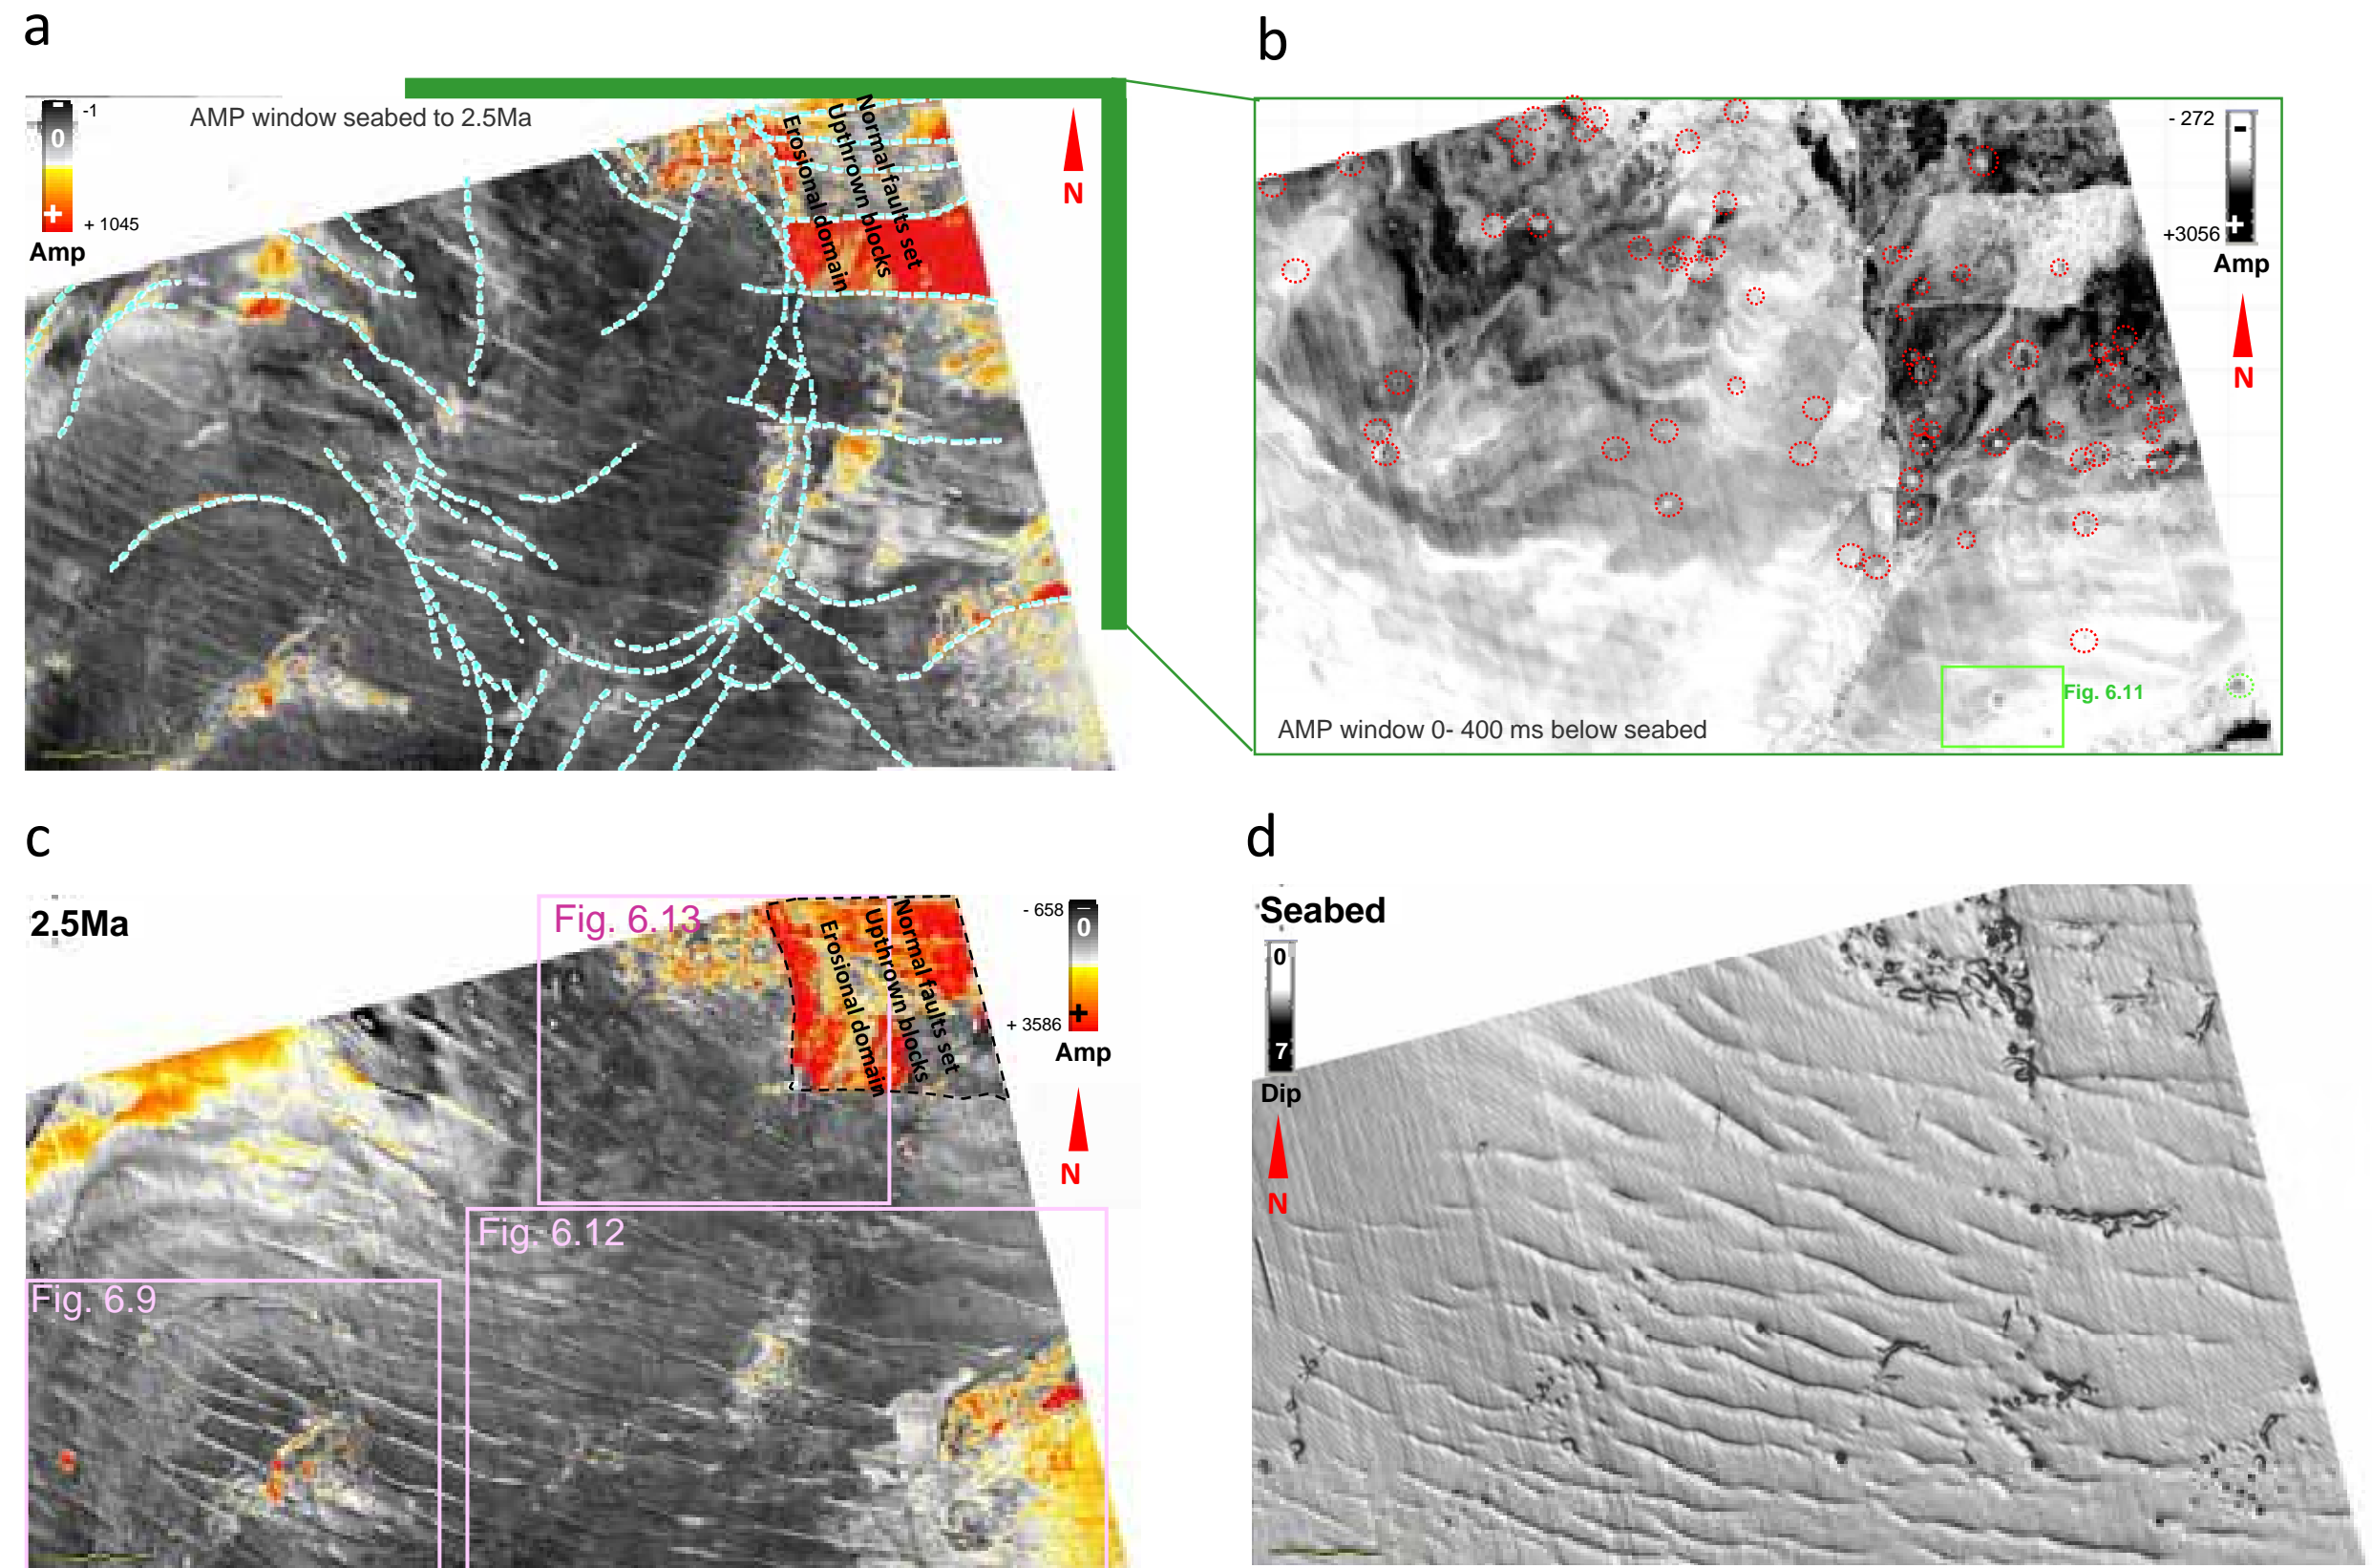 a
AMP window seabed to 2.5Ma
-
-1
0
+
+ 1045
Amp
Normal faults set
Upthrown blocks
Erosional domain
N
b
- 272
-
+
+3056
Amp
N
Fig. 6.11
AMP window 0- 400 ms below seabed
c
2.5Ma
Fig. 6.13
Normal faults set
Upthrown blocks
Erosional domain
- 658
–
0
+
+ 3586
Amp
N
Fig. 6.12
Fig. 6.9
d
Seabed
0
7
Dip
N